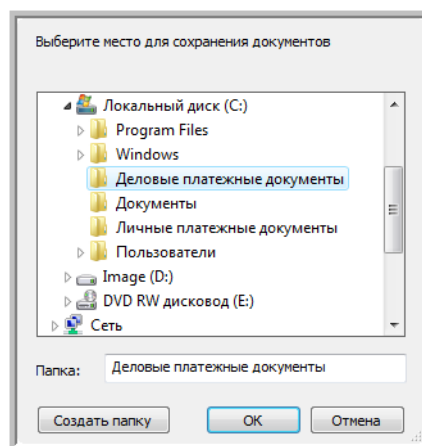 Выберите место для сохранения документов
Локальный диск (C:)
Program Files
Windows
Деловые платежные документы
Документы
Личные платежные документы
Пользователи
Image (D:)
DVD RW дисковод (E:)
Сеть
Папка: Деловые платежные документы
Создать папку OK Отмена